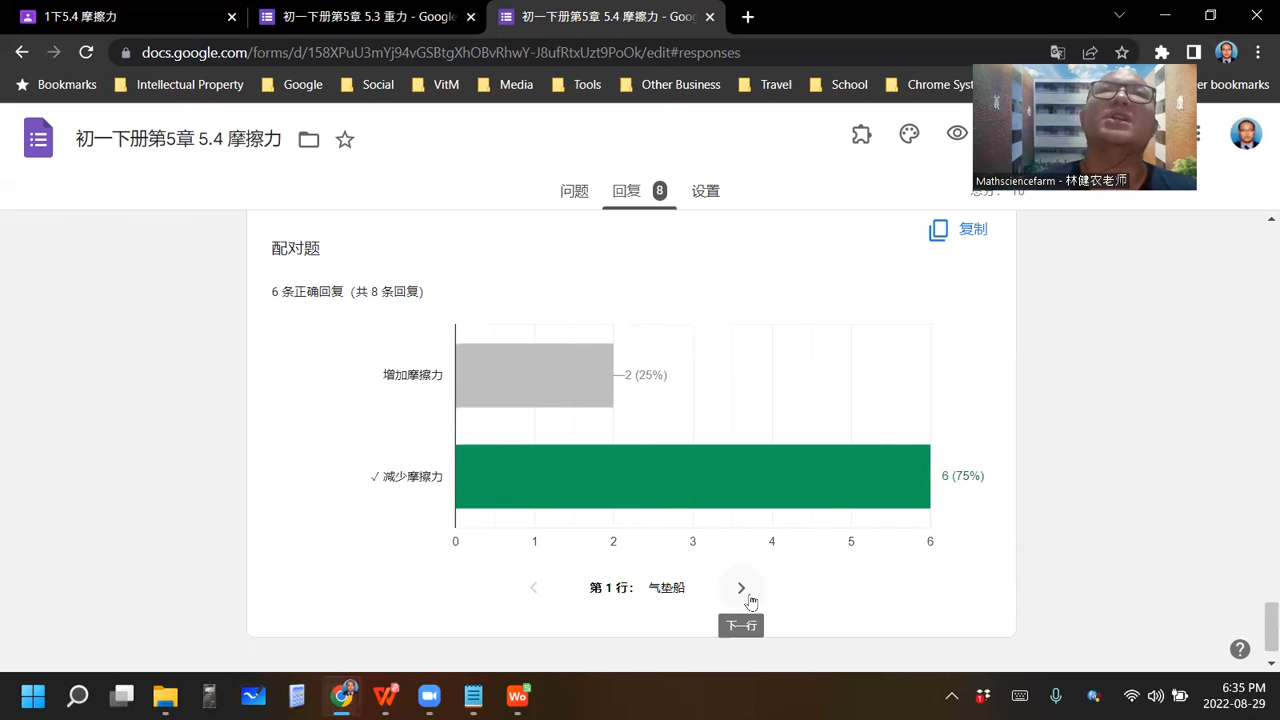 1下5.4 摩擦力
初一下册第5章 5.3 重力 - Google
初一下册第5章 5.4 摩擦力 - Goog
docs.google.com/forms/d/158XPuU3mYj94vGSBtgXhOBvRhwY-J8ufRtxUzt9PoOk/edit#responses
Bookmarks
Intellectual Property
Google
Social
VitM
Media
Tools
Other Business
Travel
School
Chrome Syst
er bookmarks
初一下册第5章 5.4 摩擦力
Mathsciencefarm - 林健农老师
问题
回复 8
设置
复制
配对题
6 条正确回复（共 8 条回复）
增加摩擦力
2 (25%)
✓ 减少摩擦力
6 (75%)
0 1 2 3 4 5 6
第 1 行： 气垫船
下一行
Wo
6:35 PM
2022-08-29